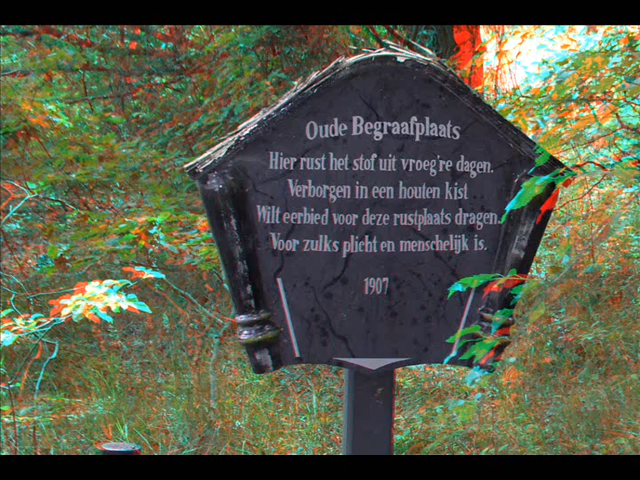 Oude Begraafplaats
Hier rust het stof uit vroeg're dagen.
Verborgen in een houten kist
Wilt eerbied voor deze rustplaats dragen.
Voor zulks plicht en menschelijk is.
1907